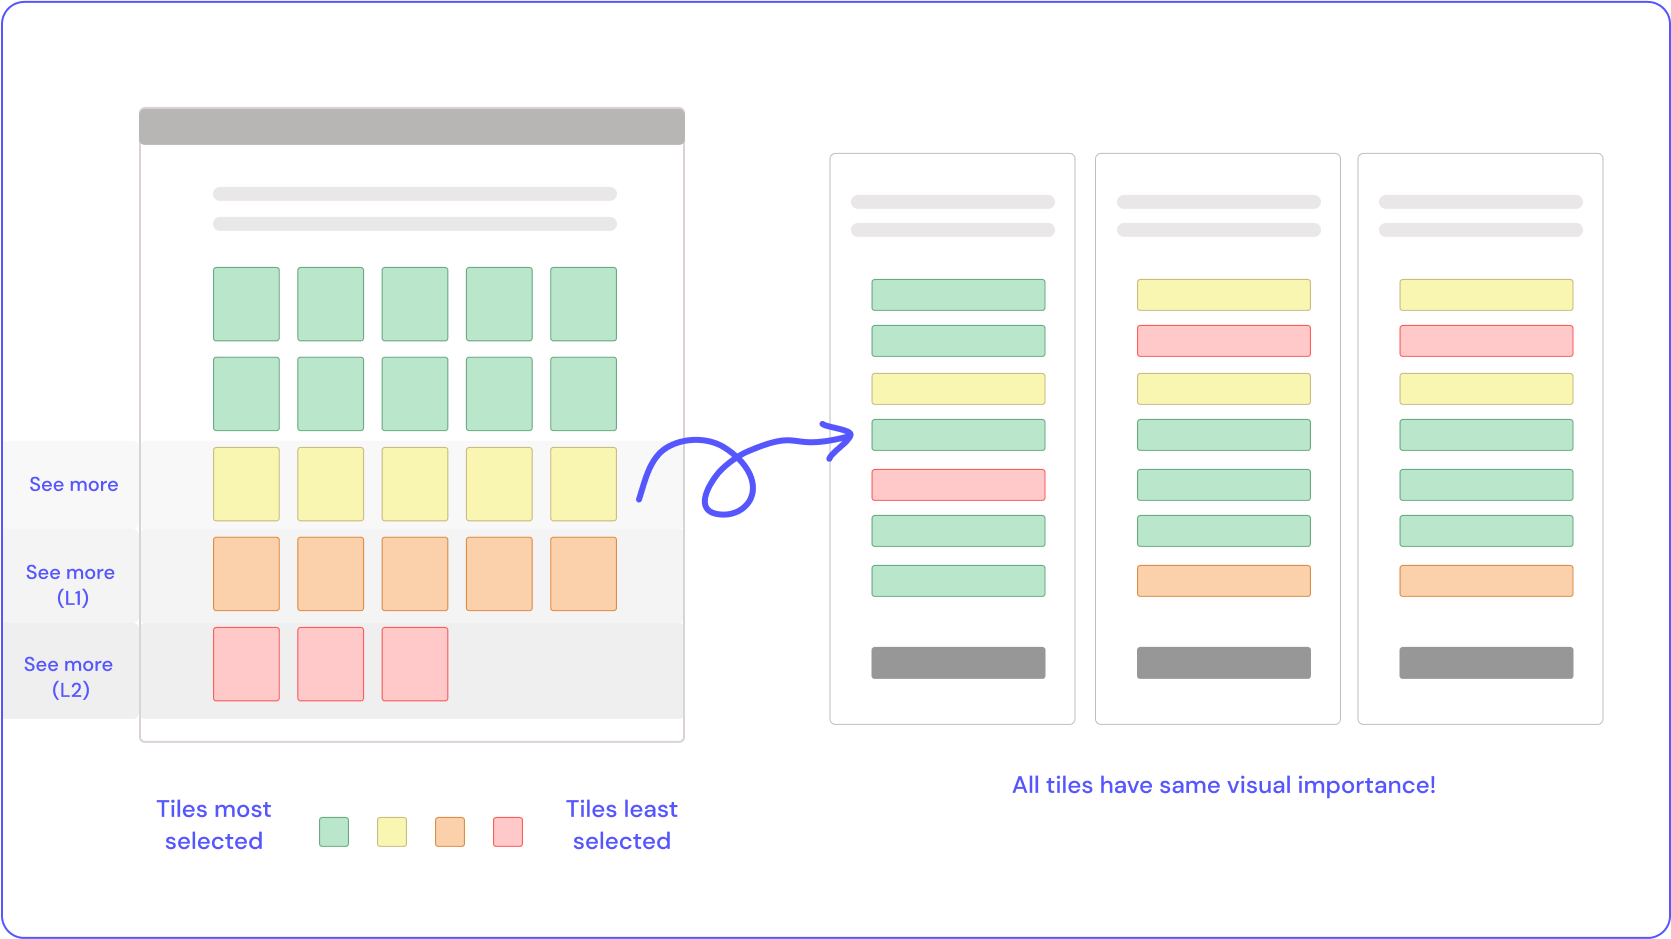 See more
See more
(L1)
See more
(L2)
Tiles most
selected
Tiles least
selected
All tiles have same visual importance!